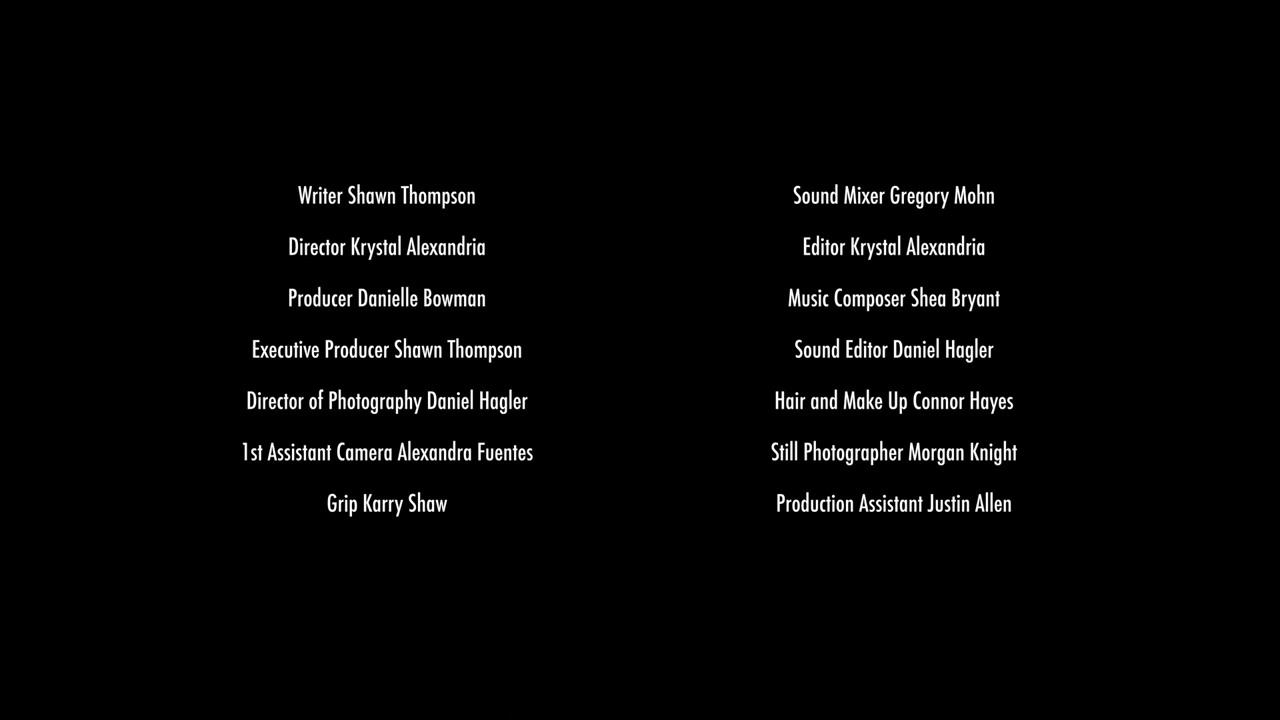 Writer Shawn Thompson
Director Krystal Alexandria
Producer Danielle Bowman
Executive Producer Shawn Thompson
Director of Photography Daniel Hagler
1st Assistant Camera Alexandra Fuentes
Grip Karry Shaw
Sound Mixer Gregory Mohn
Editor Krystal Alexandria
Music Composer Shea Bryant
Sound Editor Daniel Hagler
Hair and Make Up Connor Hayes
Still Photographer Morgan Knight
Production Assistant Justin Allen